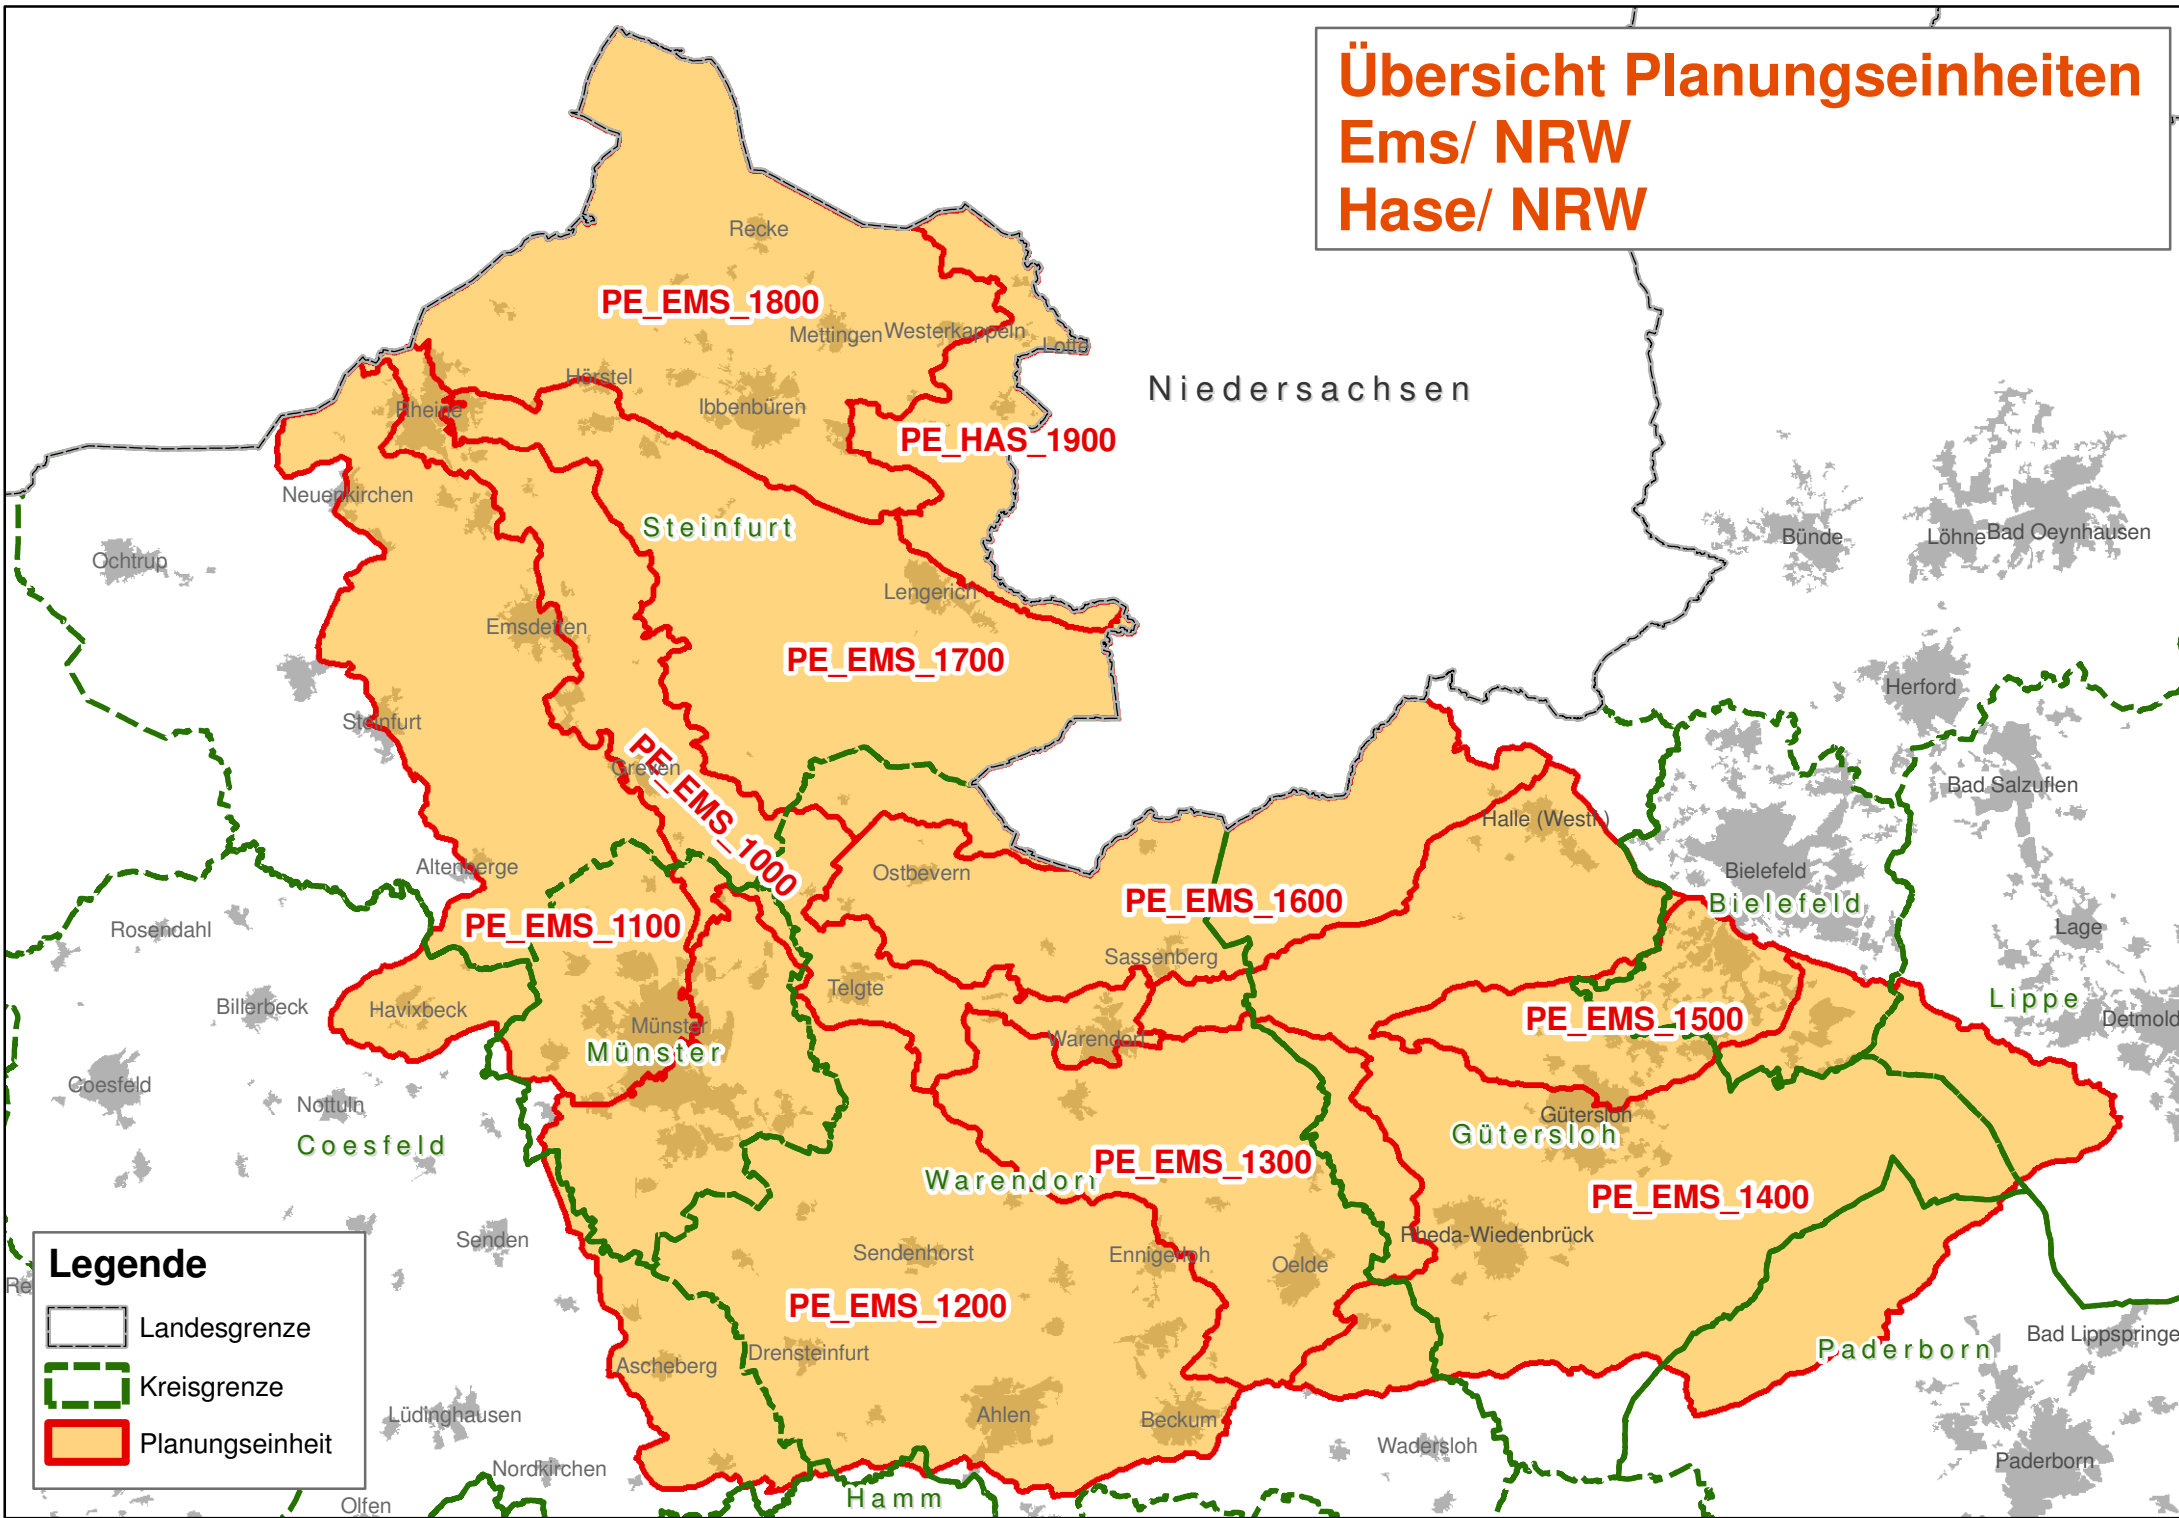 Übersicht Planungseinheiten
Ems/ NRW
Hase/ NRW
Recke
PE_EMS_1800
Mettingen
Westerkappeln
Lotte
Hörstel
Niedersachsen
Rheine
Ibbenbüren
PE_HAS_1900
Neuenkirchen
Steinfurt
Ochtrup
Bünde
Löhne
Bad Oeynhausen
Lengerich
Emsdetten
PE_EMS_1700
Herford
Steinfurt
Greven
PE_EMS_1000
Bad Salzuflen
Halle (Westf.)
Altenberge
Ostbevern
Bielefeld
PE_EMS_1600
Bielefeld
Rosendahl
PE_EMS_1100
Lage
Sassenberg
Telgte
Billerbeck
Havixbeck
Lippe
Münster
PE_EMS_1500
Detmold
Münster
Warendorf
Coesfeld
Nottuln
Gütersloh
Coesfeld
Gütersloh
PE_EMS_1300
Warendorf
PE_EMS_1400
Senden
Sendenhorst
Ennigerloh
Rheda-Wiedenbrück
Oelde
Re
PE_EMS_1200
Bad Lippspringe
Paderborn
Drensteinfurt
Ascheberg
Lüdinghausen
Ahlen
Beckum
Wadersloh
Paderborn
Nordkirchen
Hamm
Olfen
Legende
Landesgrenze
Kreisgrenze
Planungseinheit